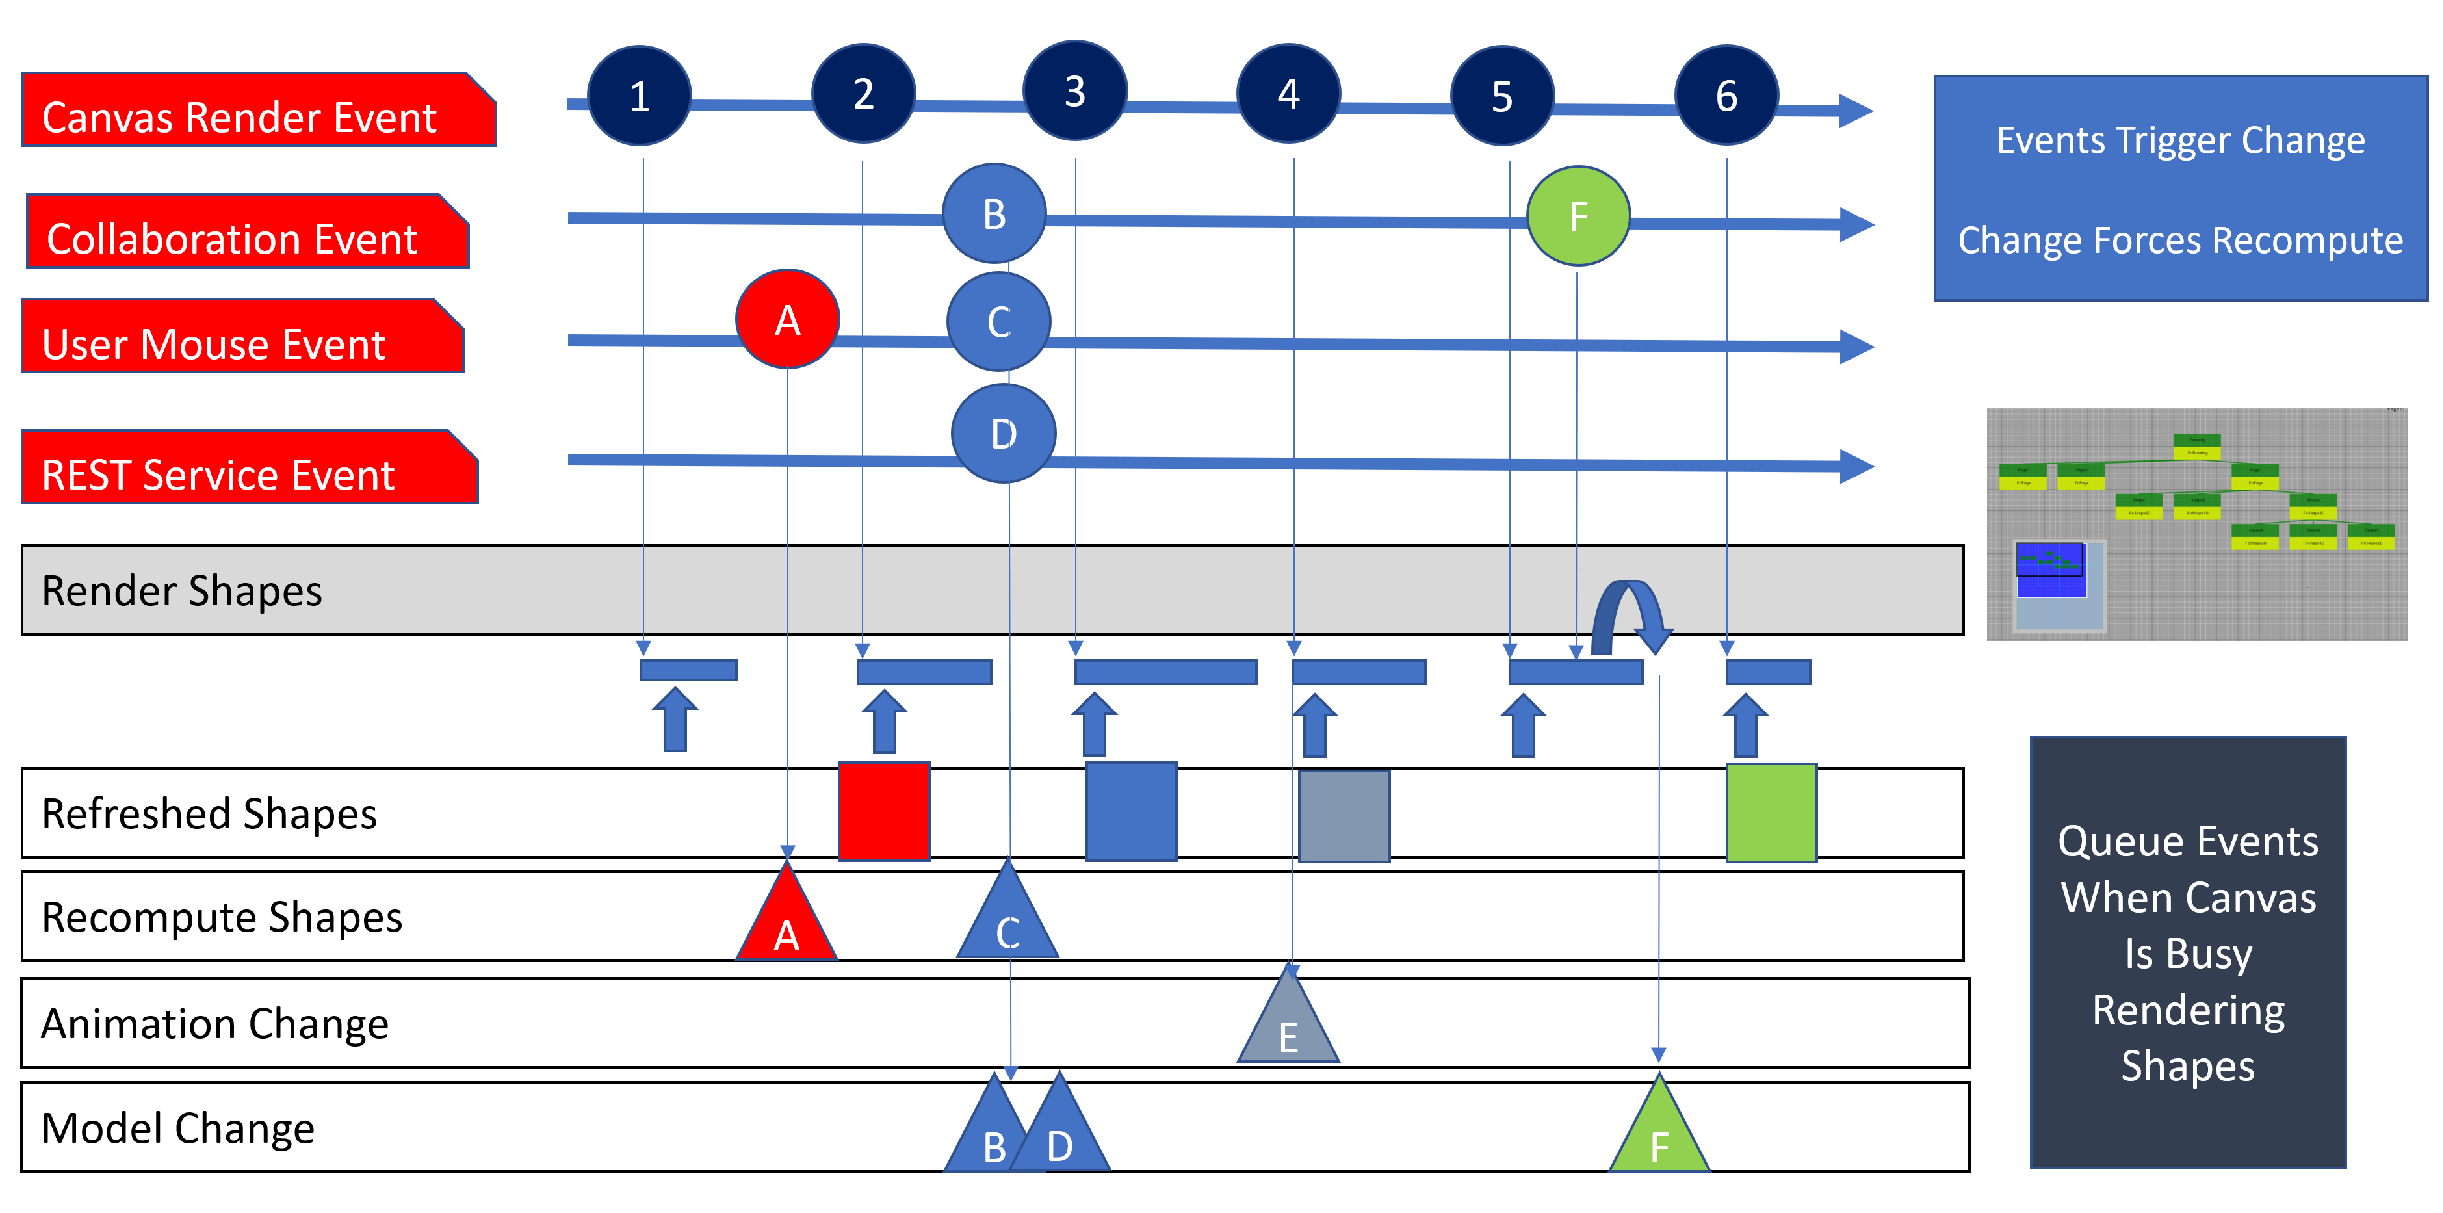 Canvas Render Event
1
2
3
4
5
6
Events Trigger Change
Change Forces Recompute
Collaboration Event
B
F
User Mouse Event
A
C
REST Service Event
D
Render Shapes
Refreshed Shapes
Recompute Shapes
A
C
Animation Change
E
Model Change
B
D
F
Queue Events
When Canvas
Is Busy
Rendering
Shapes